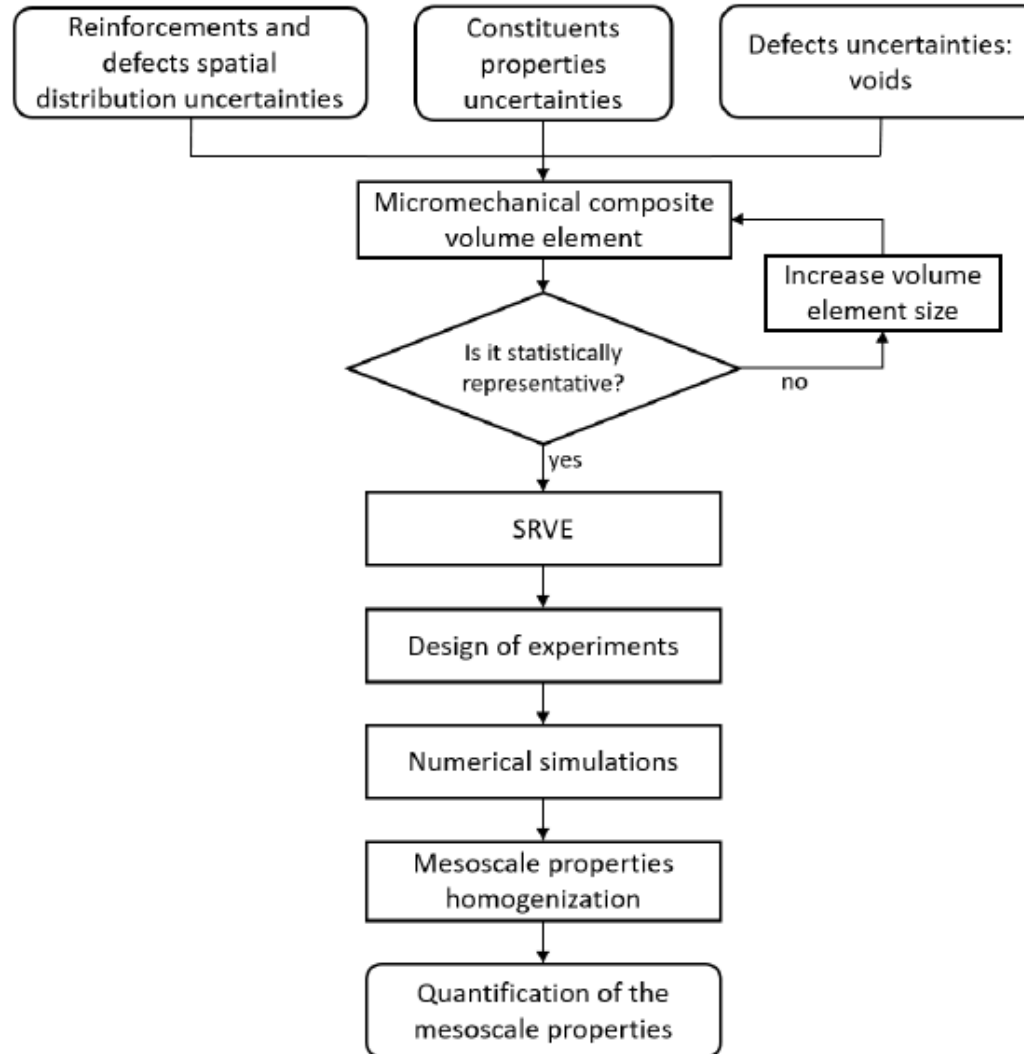 Reinforcements and
defects spatial
distribution uncertainties
Constituents
properties
uncertainties
Defects uncertainties:
voids
Micromechanical composite
volume element
Increase volume
element size
Is it statistically
representative?
no
yes
SRVE
Design of experiments
Numerical simulations
Mesoscale properties
homogenization
Quantification of the
mesoscale properties